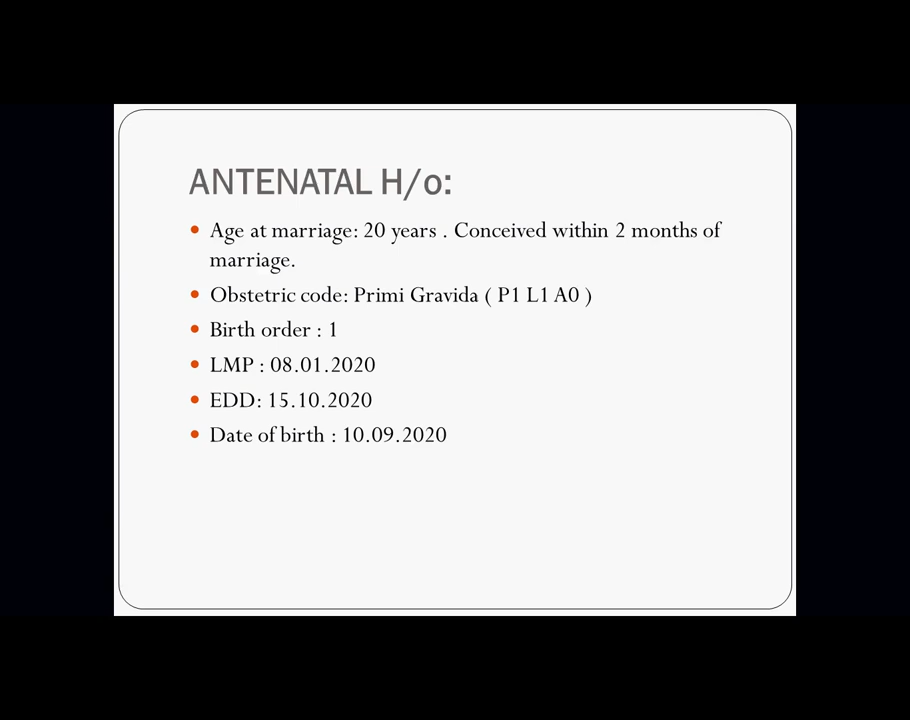 ANTENATAL H/o:
• Age at marriage: 20 years . Conceived within 2 months of
marriage.
• Obstetric code: Primi Gravida ( P1 L1 A0 )
• Birth order : 1
• LMP : 08.01.2020
• EDD: 15.10.2020
• Date of birth : 10.09.2020